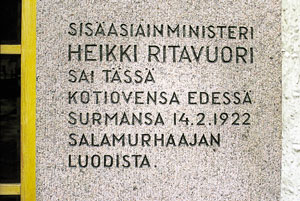 SISÄASIAINMINISTERI
HEIKKI RITAVUORI
SAI TÄSSÄ
KOTIOVENSA EDESSÄ
SURMANSA 14.2.1922
SALAMURHAAJAN
LUODISTA.